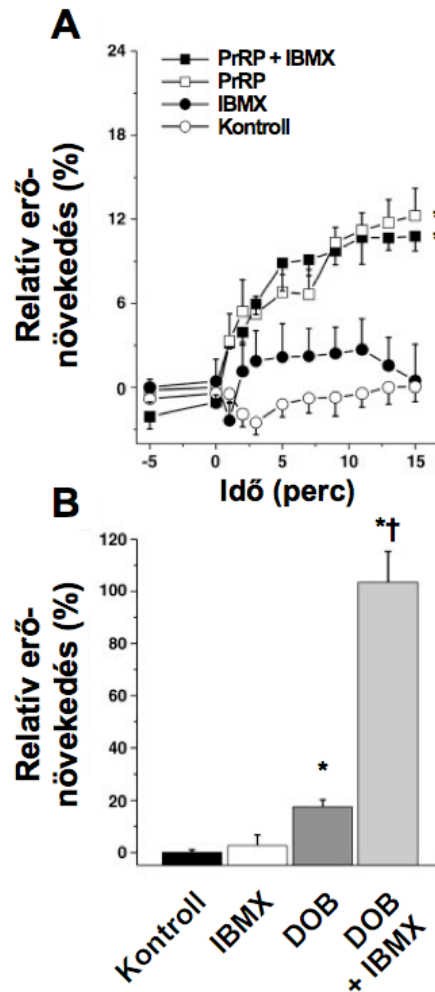 A
PrRP + IBMX
PrRP
IBMX
Kontroll
24
18
12
6
0
Relatív erő-
növekedés (%)
*
*
-5 0 5 10 15
Idő (perc)
B
120
100
80
60
40
20
0
Relatív erő-
növekedés (%)
*
*†
Kontroll
IBMX
DOB
DOB
+ IBMX